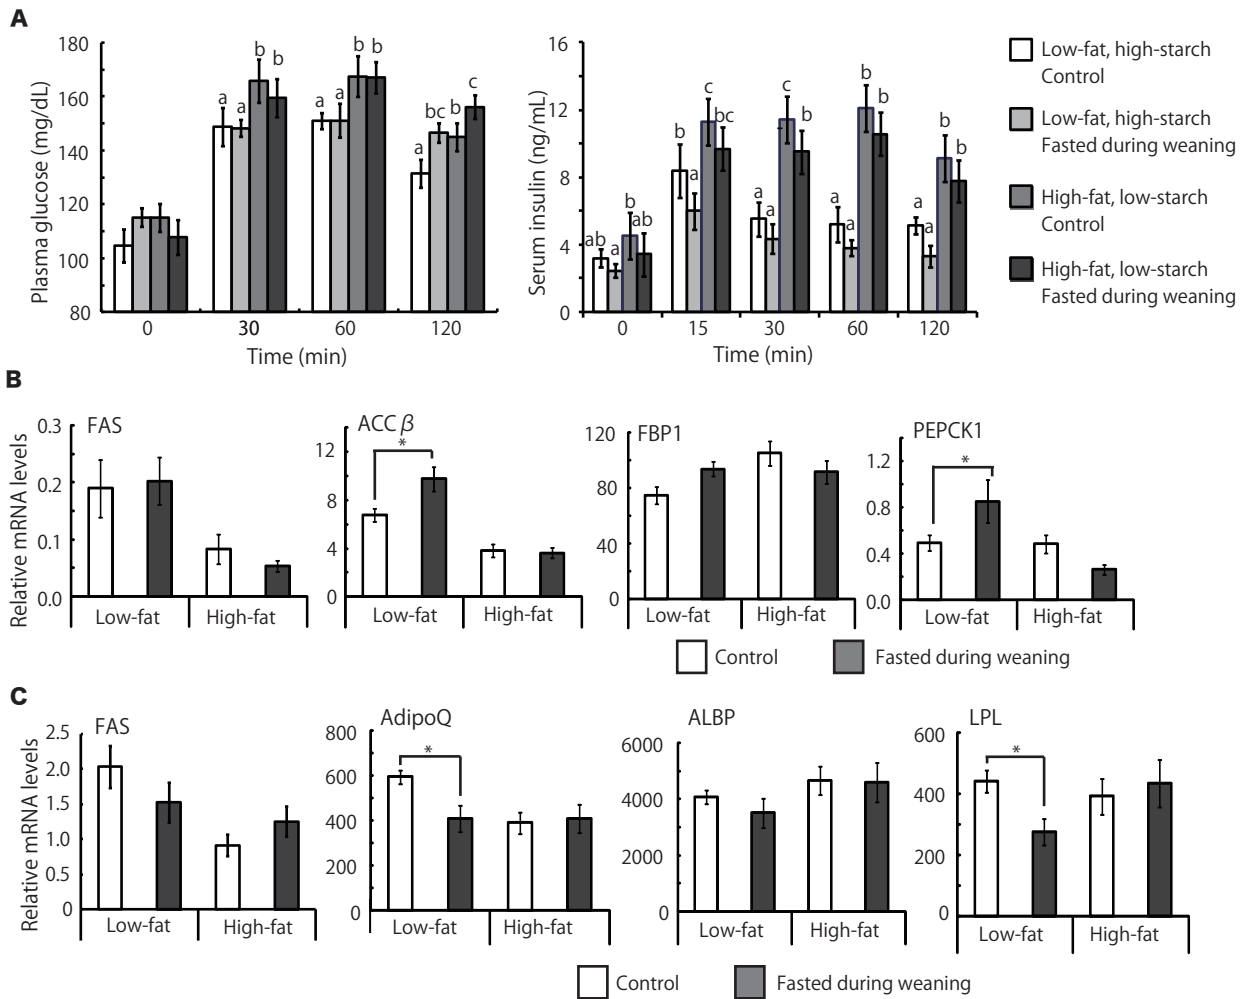 A
Plasma glucose (mg/dL)
180
160
140
120
100
80
a a b b
a a b b
a bc b c
0 30 60 120
Time (min)
Serum insulin (ng/mL)
16
12
8
4
0
ab a b ab
b a c bc
a a c b
a a b b
a a b b
0 15 30 60 120
Time (min)
Low-fat, high-starch
Control
Low-fat, high-starch
Fasted during weaning
High-fat, low-starch
Control
High-fat, low-starch
Fasted during weaning
B
Relative mRNA levels
FAS
0.3
0.2
0.1
0.0
Low-fat High-fat
ACC β
12
8
4
0
*
Low-fat High-fat
FBP1
120
80
40
0
Low-fat High-fat
PEPCK1
1.2
0.8
0.4
0.0
*
Low-fat High-fat
Control Fasted during weaning
C
Relative mRNA levels
FAS
2.5
2.0
1.5
1.0
0.5
0
Low-fat High-fat
AdipoQ
800
600
400
200
0
*
Low-fat High-fat
ALBP
6000
4000
2000
0
Low-fat High-fat
LPL
600
400
200
0
*
Low-fat High-fat
Control Fasted during weaning